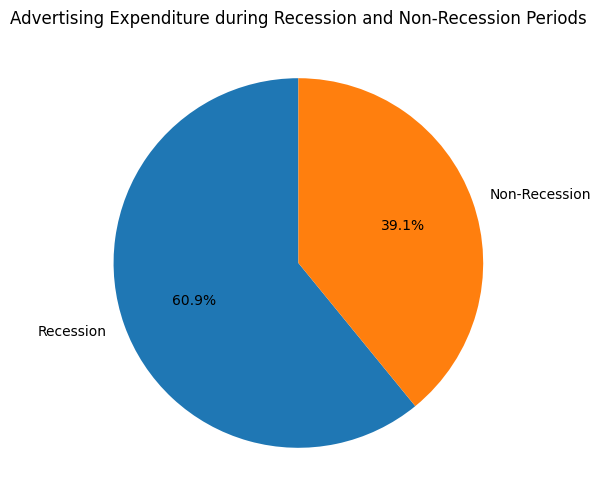 Advertising Expenditure during Recession and Non-Recession Periods
Non-Recession
39.1%
60.9%
Recession